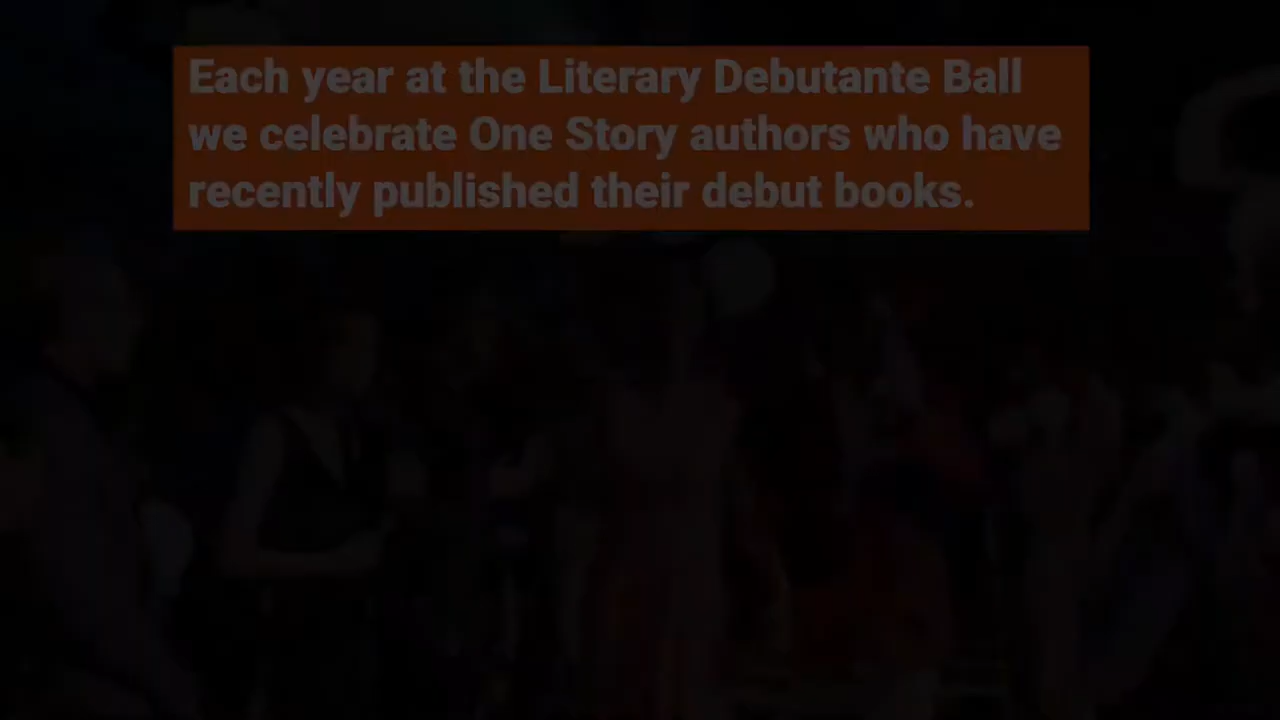 Each year at the Literary Debutante Ball
we celebrate One Story authors who have
recently published their debut books.